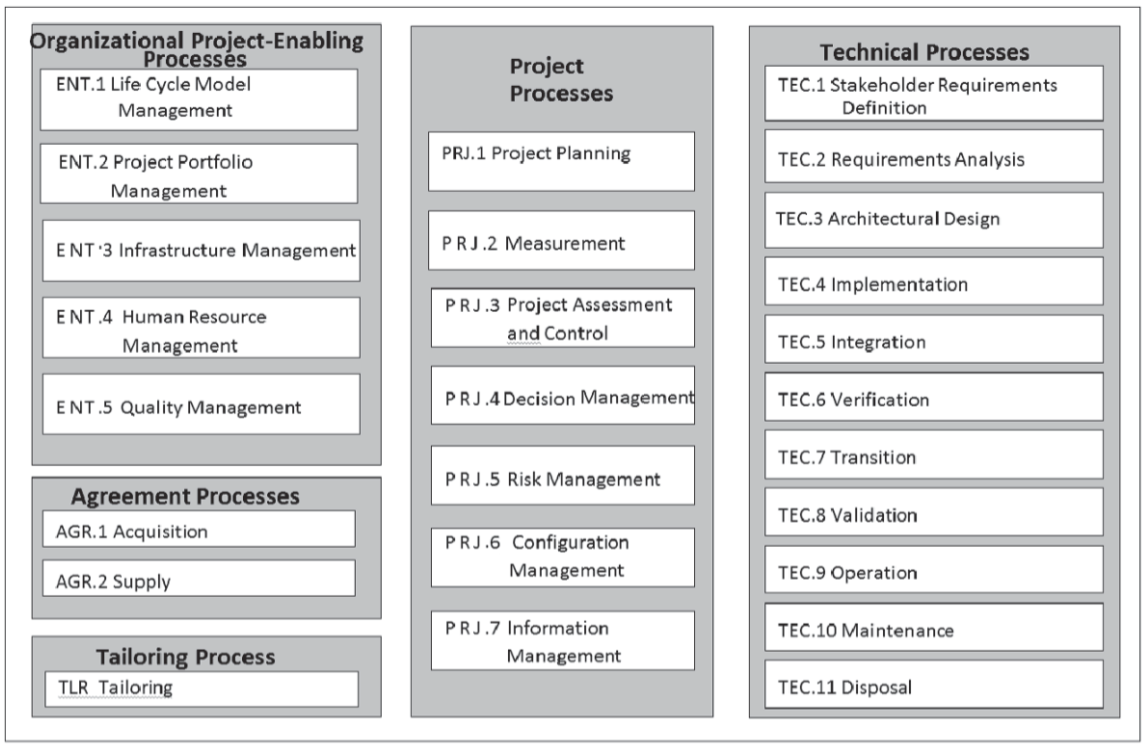 Organizational Project-Enabling
Processes
ENT.1 Life Cycle Model
Management
ENT.2 Project Portfolio
Management
ENT·3 Infrastructure Management
ENT.4 Human Resource
Management
ENT.5 Quality Management
Agreement Processes
AGR.1 Acquisition
AGR.2 Supply
Tailoring Process
TLR Tailoring
Project
Processes
PRJ.1 Project Planning
PRJ.2 Measurement
PRJ.3 Project Assessment
and Control
PRJ.4 Decision Management
PRJ.5 Risk Management
PRJ.6 Configuration
Management
PRJ.7 Information
Management
Technical Processes
TEC.1 Stakeholder Requirements
Definition
TEC.2 Requirements Analysis
TEC.3 Architectural Design
TEC.4 Implementation
TEC.5 Integration
TEC.6 Verification
TEC.7 Transition
TEC.8 Validation
TEC.9 Operation
TEC.10 Maintenance
TEC.11 Disposal